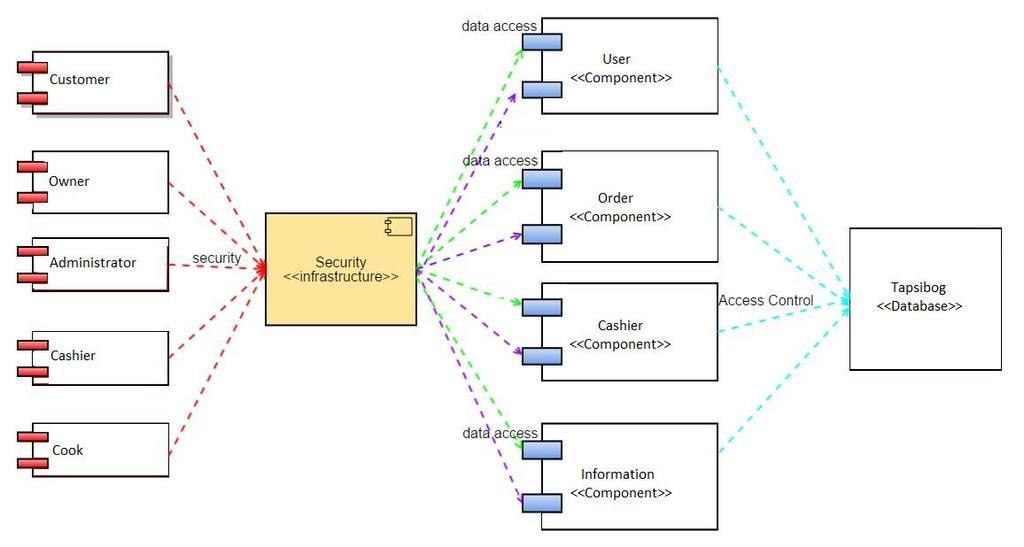 Customer
Owner
Administrator
Cashier
Cook
security
Security
<<infrastructure>>
data access
User
<<Component>>
data access
Order
<<Component>>
Cashier
<<Component>>
data access
Information
<<Component>>
Access Control
Tapsibog
<<Database>>